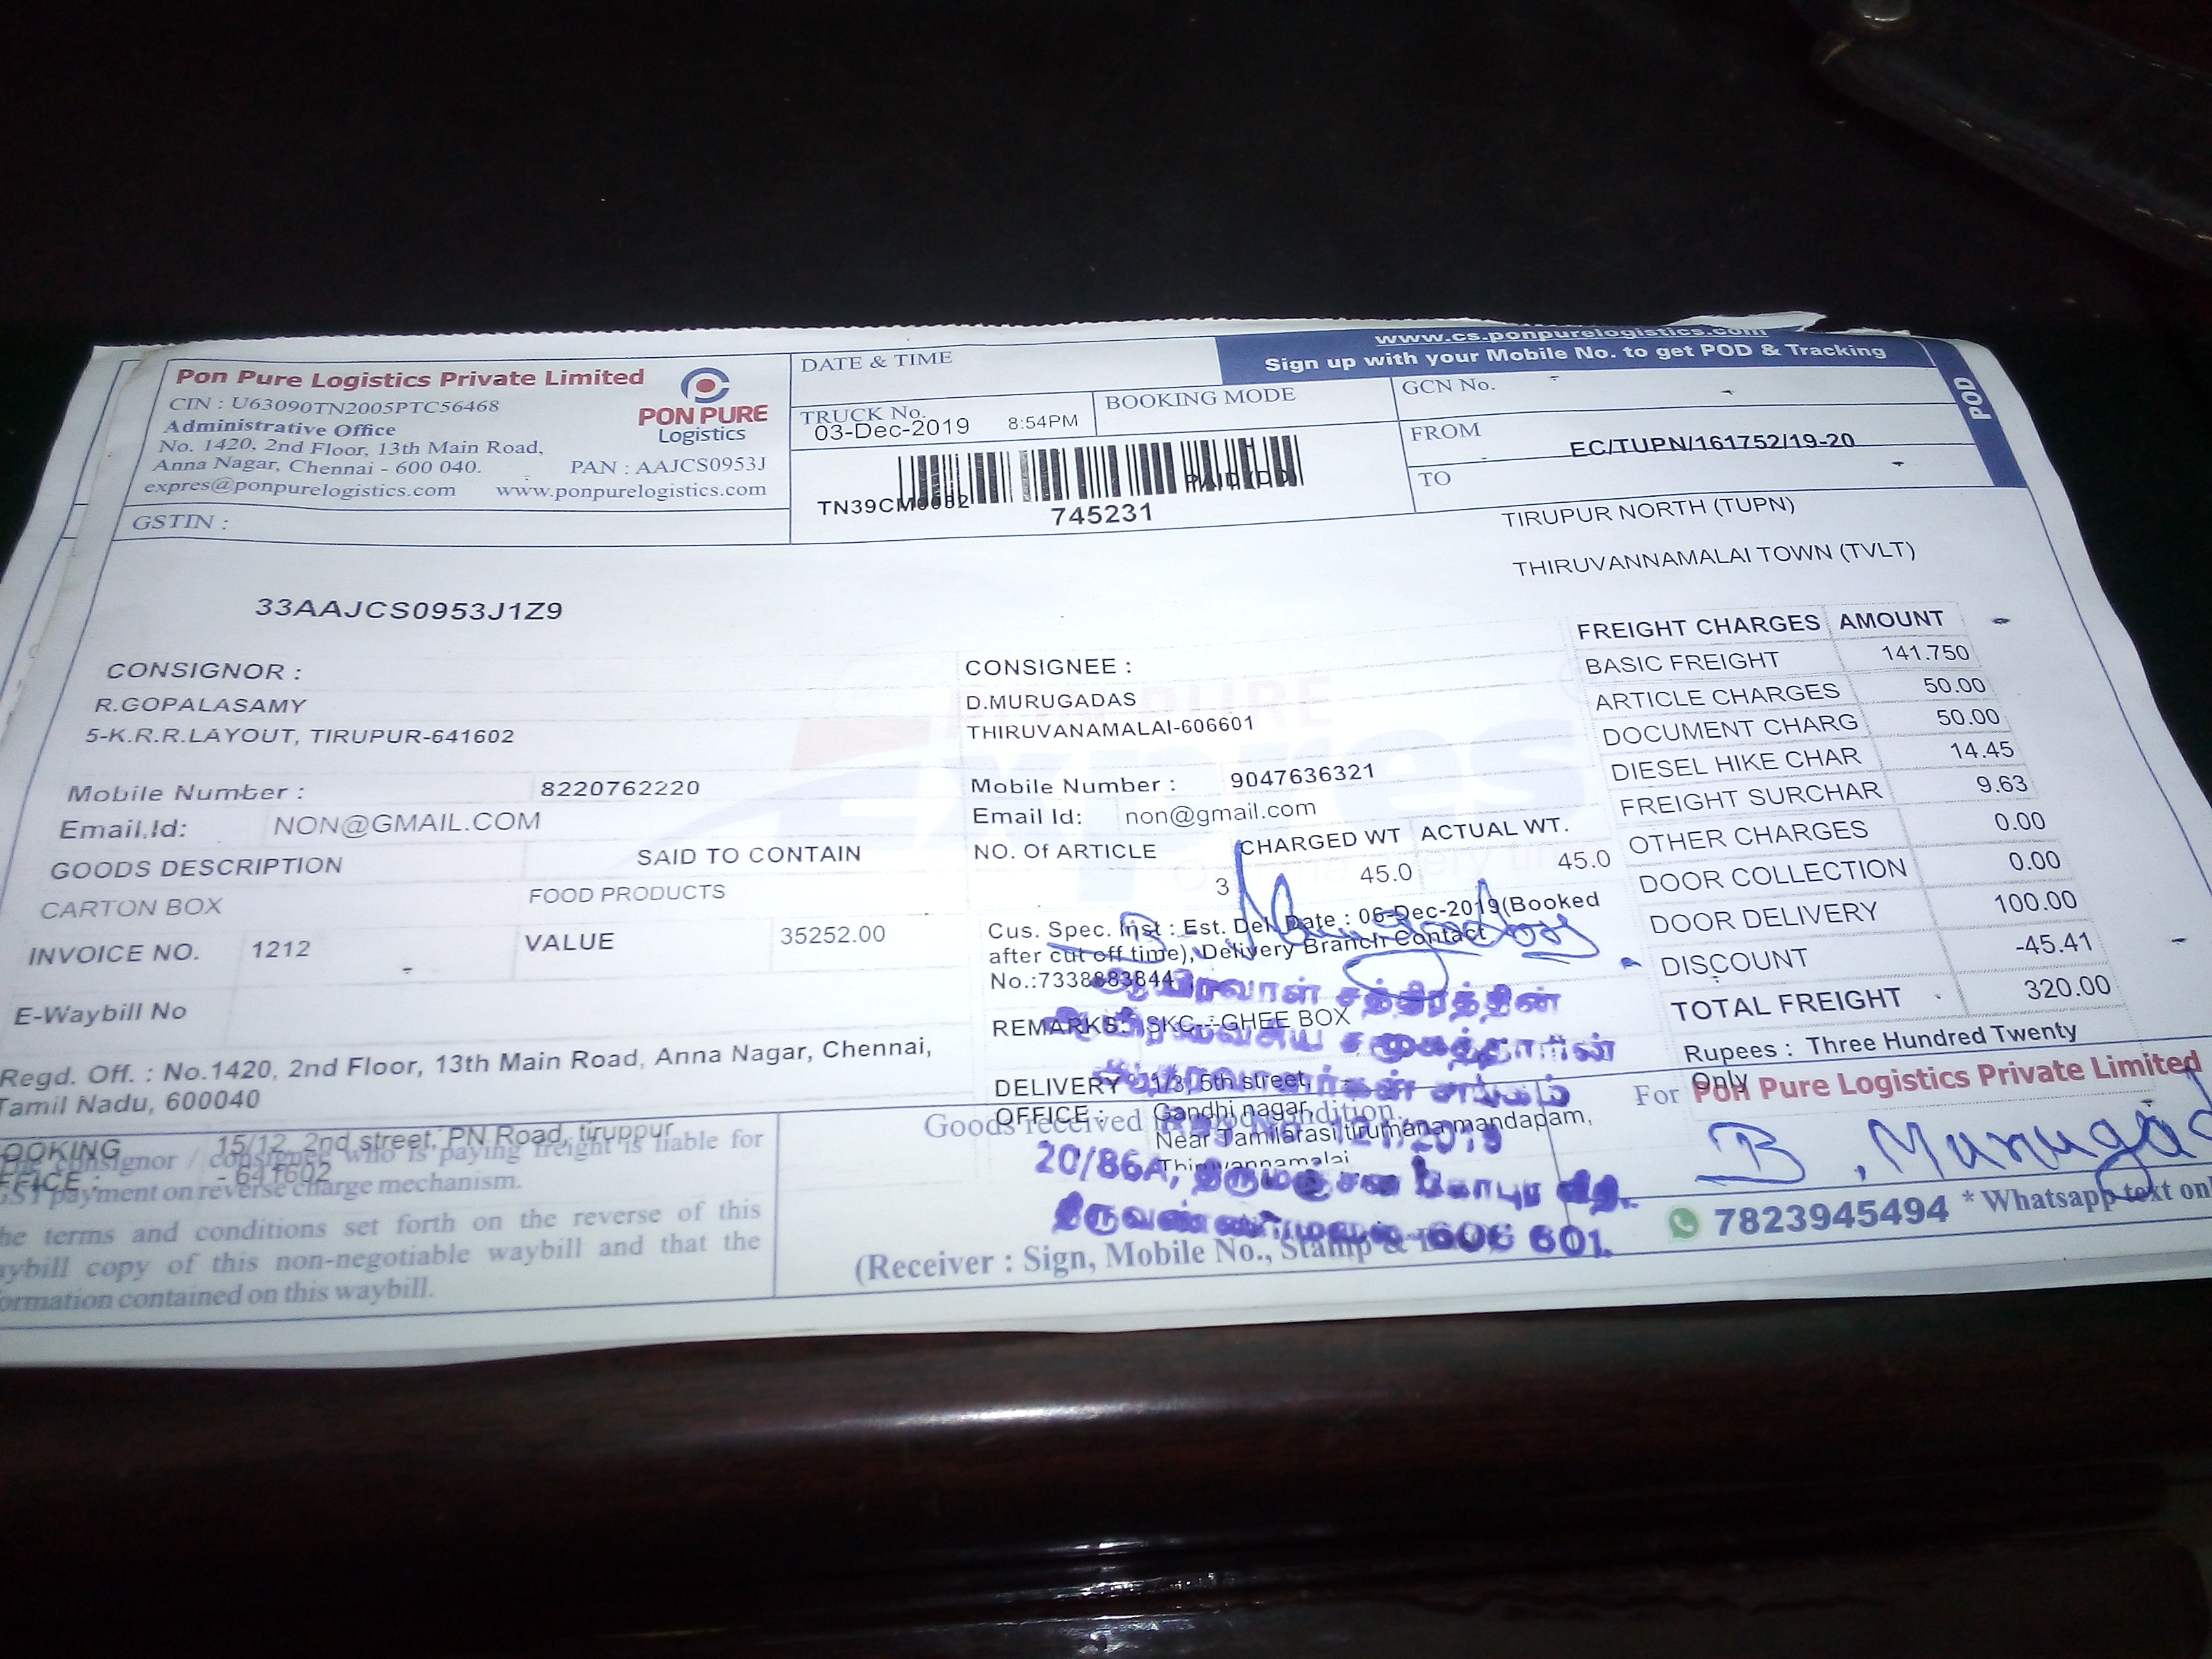 www.cs.ponpurelogistics.com
Sign up with your Mobile No. to get POD & Tracking
POD
Pon Pure Logistics Private Limited
CIN : U63090TN2005PTC56468
Administrative Office
No. 1420, 2nd Floor, 13th Main Road,
Anna Nagar, Chennai - 600 040. PAN : AAJCS0953J
expres@ponpurelogistics.com www.ponpurelogistics.com
PON PURE
Logistics
GSTIN :
33AAJCS0953J1Z9
DATE & TIME
TRUCK No.
03-Dec-2019 8:54PM
BOOKING MODE
745231
GCN No.
FROM
EC/TUPN/161752/19-20
TO
TIRUPUR NORTH (TUPN)
THIRUVANNAMALAI TOWN (TVLT)
CONSIGNOR :
R.GOPALASAMY
5-K.R.R.LAYOUT, TIRUPUR-641602
Mobile Number : 8220762220
Email.Id: NON@GMAIL.COM
GOODS DESCRIPTION SAID TO CONTAIN
CARTON BOX FOOD PRODUCTS
INVOICE NO. 1212 VALUE 35252.00
E-Waybill No
Regd. Off. : No.1420, 2nd Floor, 13th Main Road, Anna Nagar, Chennai,
Tamil Nadu, 600040
15/12, 2nd street, PN Road, tiruppur
- 641602
consignor / consignee who is paying freight is liable for
GST payment on reverse charge mechanism.
terms and conditions set forth on the reverse of this
copy of this non-negotiable waybill and that the
contained on this waybill.
CONSIGNEE :
D.MURUGADAS
THIRUVANAMALAI-606601
Mobile Number : 9047636321
Email Id: non@gmail.com
NO. Of ARTICLE CHARGED WT ACTUAL WT.
3 45.0 45.0
Cus. Spec. Inst : Est. Del. Date : 06-Dec-2019(Booked
after cut off time), Delivery Branch Contact
No.:7338883844
REMARKS: SKC---GHEE BOX
DELIVERY 1/3, 5th street,
OFFICE : Gandhi nagar,
Near Tamilarasi tirumana mandapam,
Thiruvannamalai
Goods received
20/86A,
606 601.
(Receiver : Sign, Mobile No., Stamp &
FREIGHT CHARGES AMOUNT
BASIC FREIGHT 141.750
ARTICLE CHARGES 50.00
DOCUMENT CHARG 50.00
DIESEL HIKE CHAR 14.45
FREIGHT SURCHAR 9.63
OTHER CHARGES 0.00
DOOR COLLECTION 0.00
DOOR DELIVERY 100.00
DISCOUNT -45.41
TOTAL FREIGHT 320.00
Rupees : Three Hundred Twenty
Only
For Pon Pure Logistics Private Limited
7823945494 * Whatsapp text